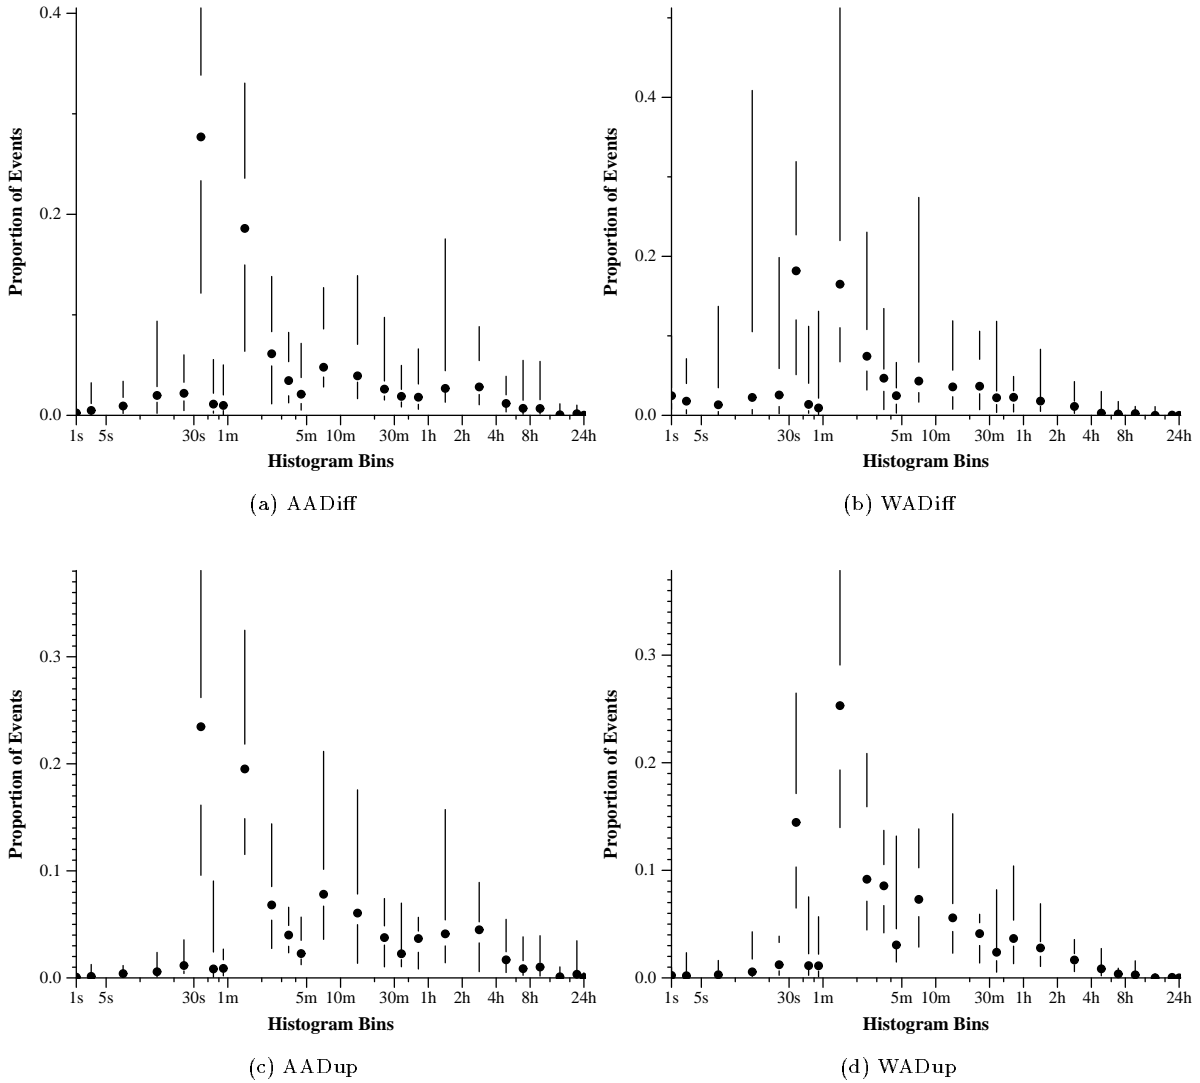 0.4
0.2
0.0
Proportion of Events
1s 5s 30s 1m 5m 10m 30m 1h 2h 4h 8h 24h
Histogram Bins
(a) AADiff
0.4
0.2
0.0
Proportion of Events
1s 5s 30s 1m 5m 10m 30m 1h 2h 4h 8h 24h
Histogram Bins
(b) WADiff
0.3
0.2
0.1
0.0
Proportion of Events
1s 5s 30s 1m 5m 10m 30m 1h 2h 4h 8h 24h
Histogram Bins
(c) AADup
0.3
0.2
0.1
0.0
Proportion of Events
1s 5s 30s 1m 5m 10m 30m 1h 2h 4h 8h 24h
Histogram Bins
(d) WADup